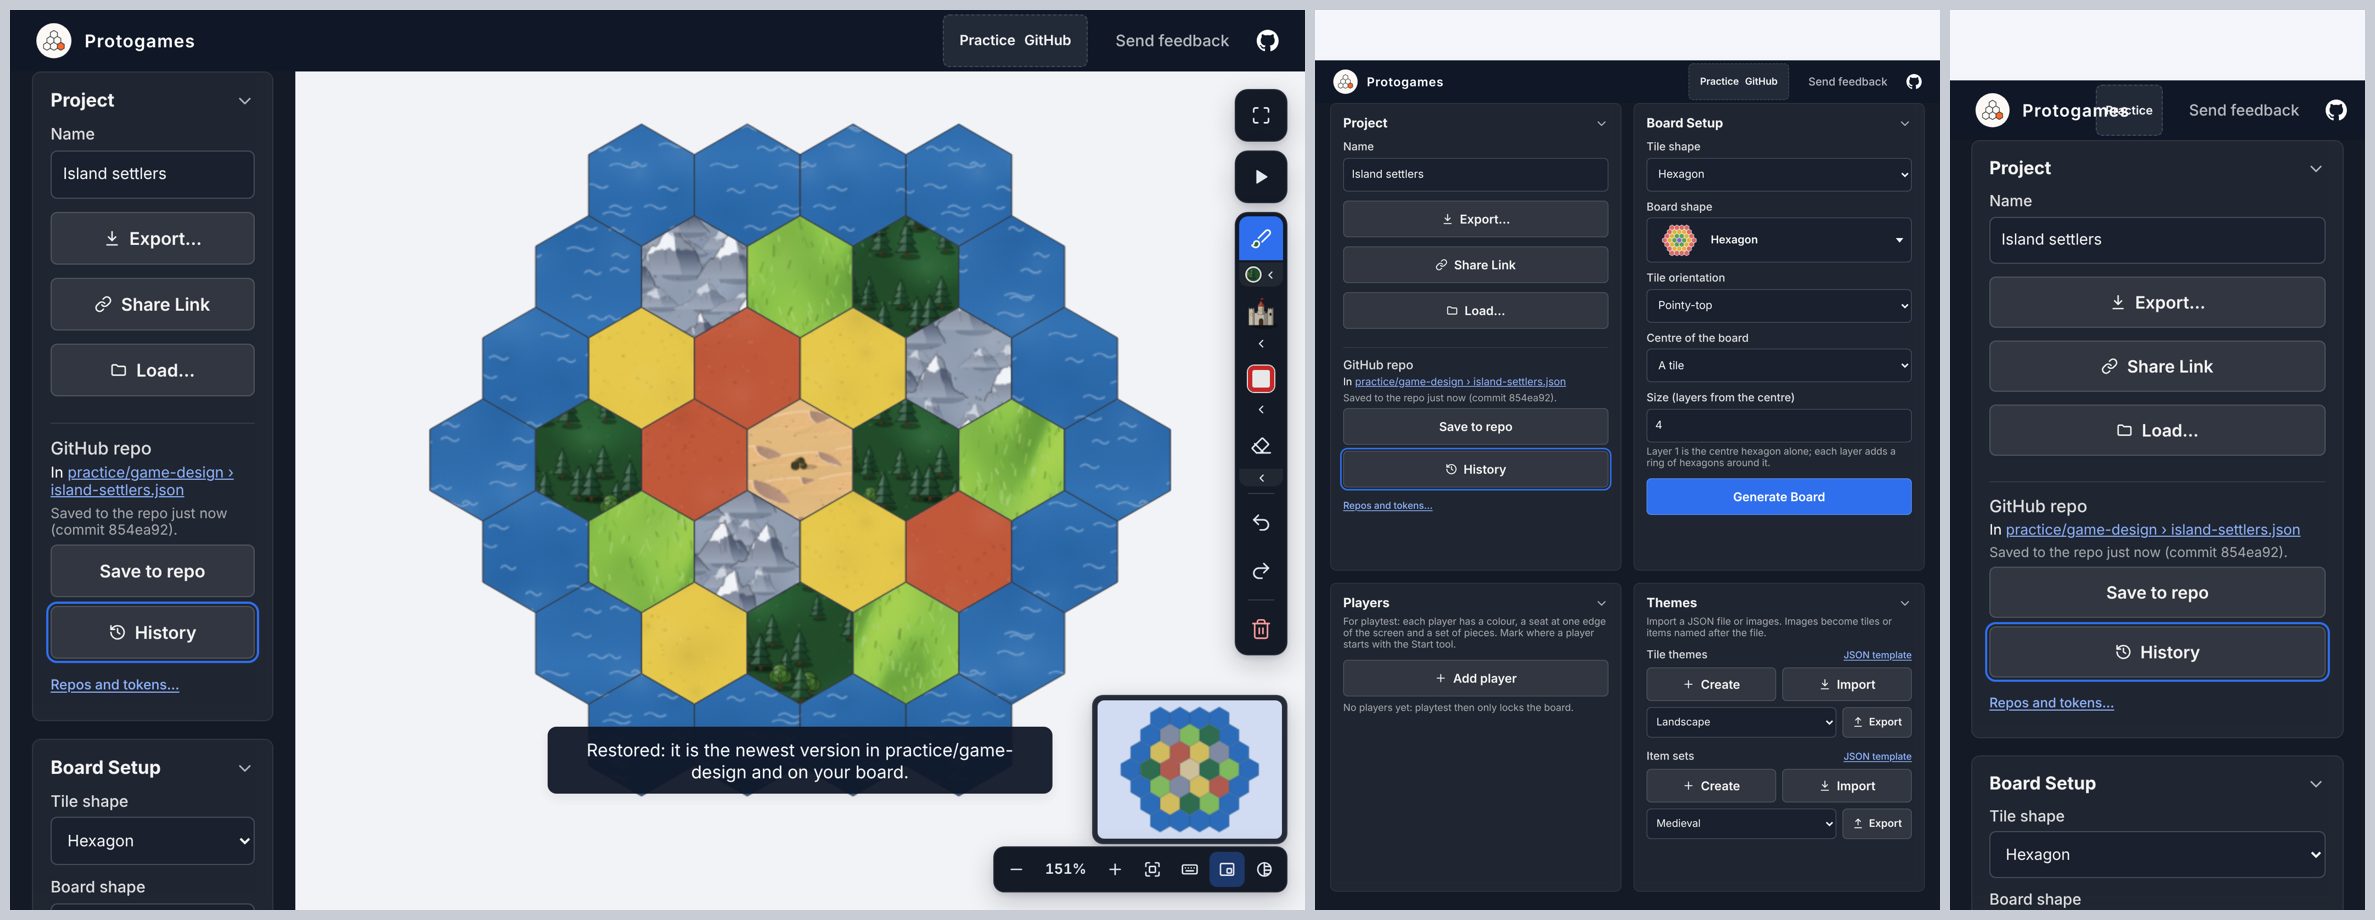 Protogames
Practice GitHub
Send feedback
Project
Name
Island settlers
Export...
Share Link
Load...
GitHub repo
In practice/game-design ›
island-settlers.json
Saved to the repo just now
(commit 854ea92).
Save to repo
History
Repos and tokens...
Board Setup
Tile shape
Hexagon
Board shape
Restored: it is the newest version in practice/game-
design and on your board.
151%
Protogames
Practice GitHub
Send feedback
Project
Name
Island settlers
Export...
Share Link
Load...
GitHub repo
In practice/game-design › island-settlers.json
Saved to the repo just now (commit 854ea92).
Save to repo
History
Repos and tokens...
Board Setup
Tile shape
Hexagon
Board shape
Hexagon
Tile orientation
Pointy-top
Centre of the board
A tile
Size (layers from the centre)
4
Layer 1 is the centre hexagon alone; each layer adds a
ring of hexagons around it.
Generate Board
Players
For playtest: each player has a colour, a seat at one edge
of the screen and a set of pieces. Mark where a player
starts with the Start tool.
Add player
No players yet: playtest then only locks the board.
Themes
Import a JSON file or images. Images become tiles or
items named after the file.
Tile themes
JSON template
Create
Import
Landscape
Export
Item sets
JSON template
Create
Import
Medieval
Export
Protogames
Practice
Send feedback
Project
Name
Island settlers
Export...
Share Link
Load...
GitHub repo
In practice/game-design › island-settlers.json
Saved to the repo just now (commit 854ea92).
Save to repo
History
Repos and tokens...
Board Setup
Tile shape
Hexagon
Board shape